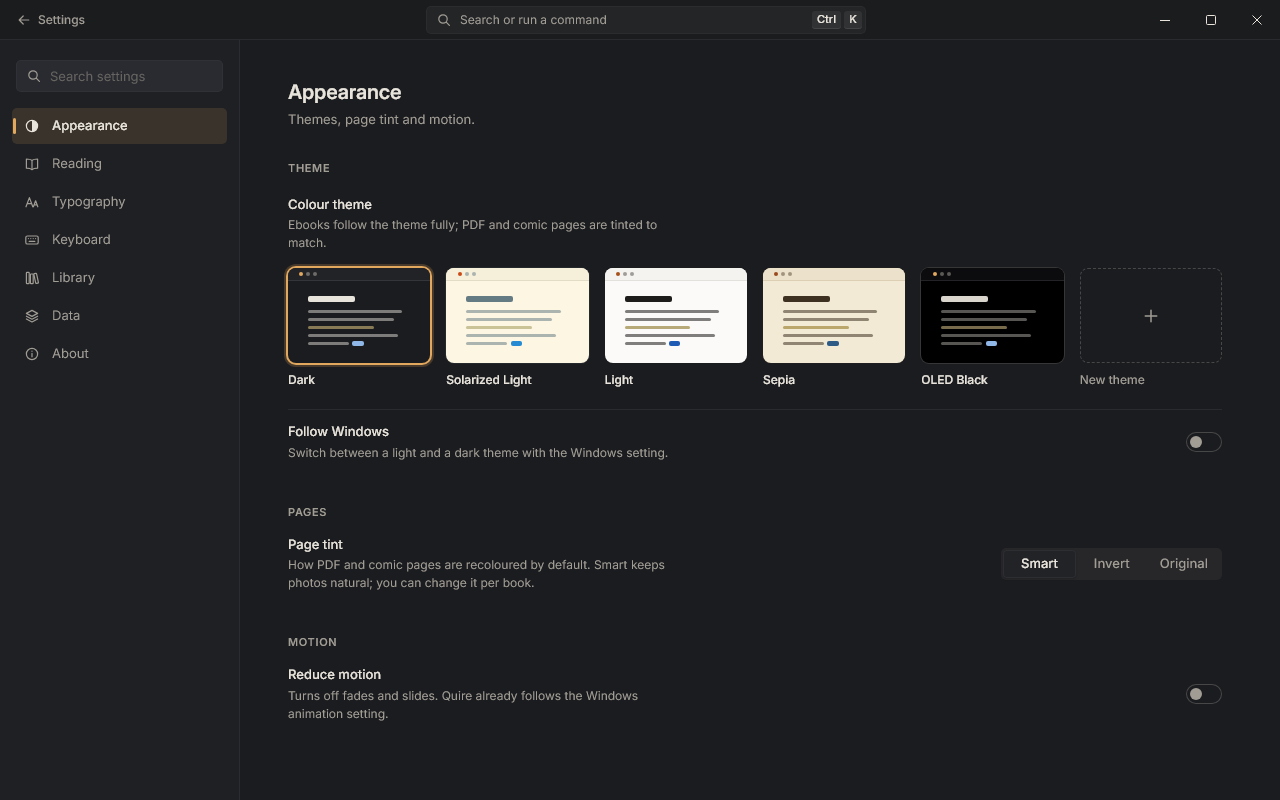 Settings
Search or run a command
Ctrl K
Search settings
Appearance
Reading
Typography
Keyboard
Library
Data
About
Appearance
Themes, page tint and motion.
THEME
Colour theme
Ebooks follow the theme fully; PDF and comic pages are tinted to
match.
Dark
Solarized Light
Light
Sepia
OLED Black
New theme
Follow Windows
Switch between a light and a dark theme with the Windows setting.
PAGES
Page tint
How PDF and comic pages are recoloured by default. Smart keeps
photos natural; you can change it per book.
Smart
Invert
Original
MOTION
Reduce motion
Turns off fades and slides. Quire already follows the Windows
animation setting.